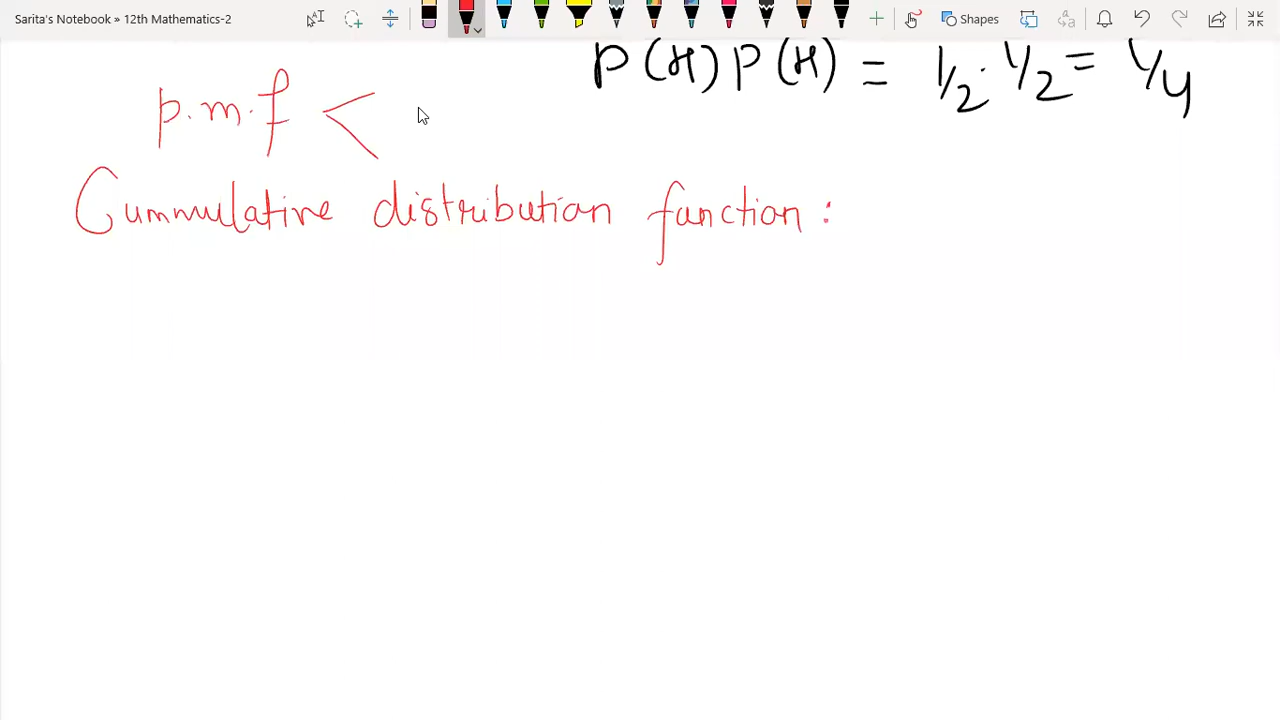 Sarita's Notebook » 12th Mathematics-2
Shapes
P(H) P(H) = 1/2 . 1/2 = 1/4
p.m.f <
Cummulative distribution function :